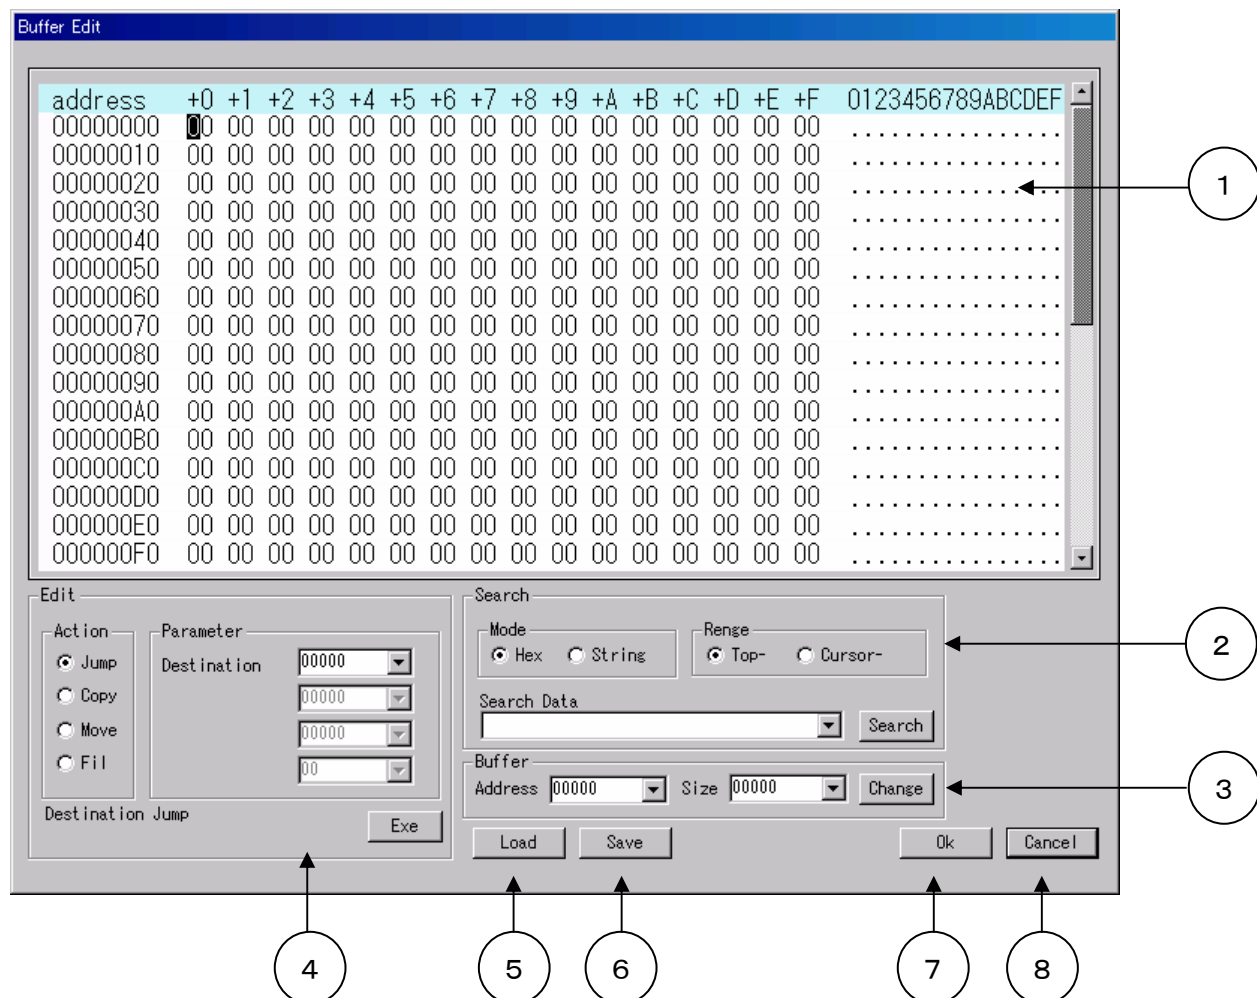 Buffer Edit
address +0 +1 +2 +3 +4 +5 +6 +7 +8 +9 +A +B +C +D +E +F 0123456789ABCDEF
00000000 00 00 00 00 00 00 00 00 00 00 00 00 00 00 00 00 ................
00000010 00 00 00 00 00 00 00 00 00 00 00 00 00 00 00 00 ................
00000020 00 00 00 00 00 00 00 00 00 00 00 00 00 00 00 00 ................
00000030 00 00 00 00 00 00 00 00 00 00 00 00 00 00 00 00 ................
00000040 00 00 00 00 00 00 00 00 00 00 00 00 00 00 00 00 ................
00000050 00 00 00 00 00 00 00 00 00 00 00 00 00 00 00 00 ................
00000060 00 00 00 00 00 00 00 00 00 00 00 00 00 00 00 00 ................
00000070 00 00 00 00 00 00 00 00 00 00 00 00 00 00 00 00 ................
00000080 00 00 00 00 00 00 00 00 00 00 00 00 00 00 00 00 ................
00000090 00 00 00 00 00 00 00 00 00 00 00 00 00 00 00 00 ................
000000A0 00 00 00 00 00 00 00 00 00 00 00 00 00 00 00 00 ................
000000B0 00 00 00 00 00 00 00 00 00 00 00 00 00 00 00 00 ................
000000C0 00 00 00 00 00 00 00 00 00 00 00 00 00 00 00 00 ................
000000D0 00 00 00 00 00 00 00 00 00 00 00 00 00 00 00 00 ................
000000E0 00 00 00 00 00 00 00 00 00 00 00 00 00 00 00 00 ................
000000F0 00 00 00 00 00 00 00 00 00 00 00 00 00 00 00 00 ................
1
Edit
Action
Jump
Copy
Move
Fil
Parameter
Destination 00000
00000
00000
00
Destination Jump
Exe
Search
Mode
Hex String
Renge
Top- Cursor-
Search Data
Search
2
Buffer
Address 00000 Size 00000 Change
3
Load Save Ok Cancel
4 5 6 7 8